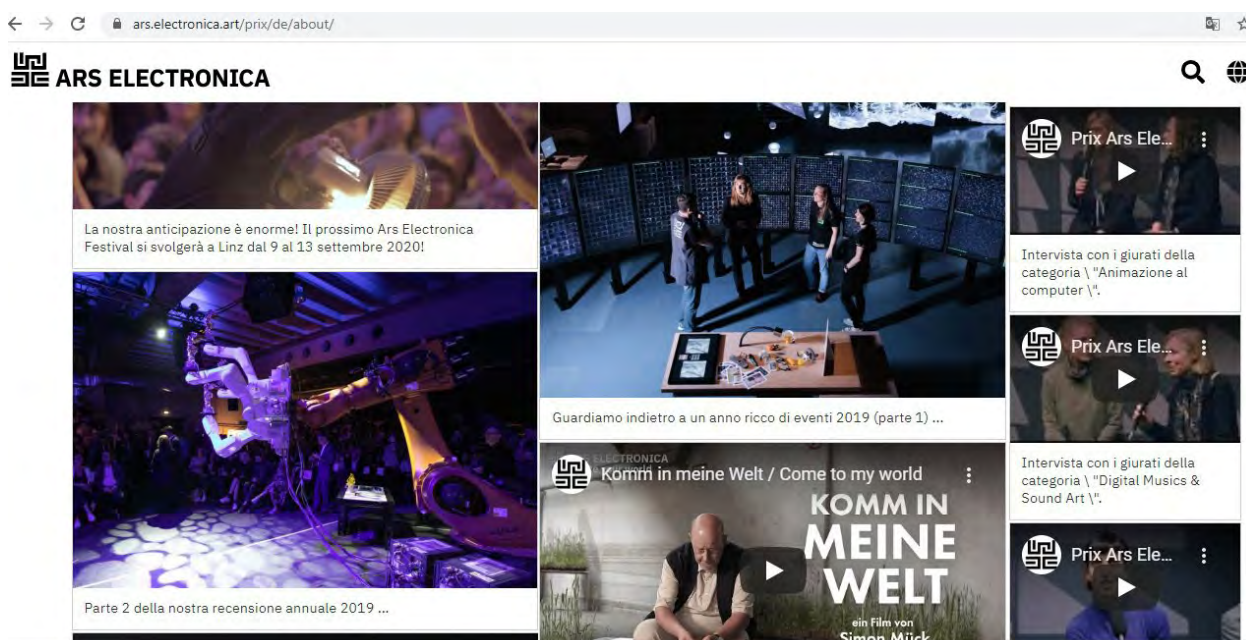 ars.electronica.art/prix/de/about/
ARS ELECTRONICA
La nostra anticipazione è enorme! Il prossimo Ars Electronica
Festival si svolgerà a Linz dal 9 al 13 settembre 2020!
Parte 2 della nostra recensione annuale 2019 ...
Guardiamo indietro a un anno ricco di eventi 2019 (parte 1) ...
ELECTRONICA
Komm in meine Welt / Come to my world
KOMM IN
MEINE
WELT
ein Film von
Simon Mück
Prix Ars Ele...
Intervista con i giurati della
categoria \ "Animazione al
computer \".
Prix Ars Ele...
Intervista con i giurati della
categoria \ "Digital Musics &
Sound Art \".
Prix Ars Ele...